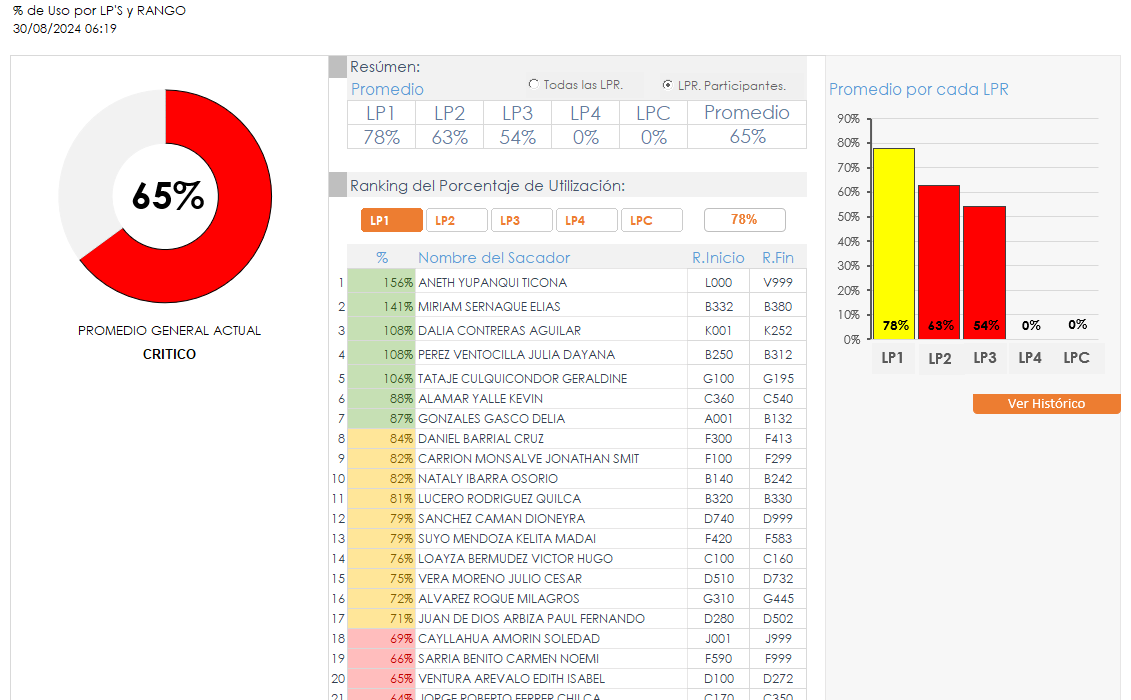 % de Uso por LP'S y RANGO
30/08/2024 06:19
65%
PROMEDIO GENERAL ACTUAL
CRITICO
Resúmen:
Promedio
Todas las LPR.
LPR. Participantes.
LP1 LP2 LP3 LP4 LPC Promedio
78% 63% 54% 0% 0% 65%
Ranking del Porcentaje de Utilización:
LP1 LP2 LP3 LP4 LPC 78%
% Nombre del Sacador R.Inicio R.Fin
1 156% ANETH YUPANQUI TICONA L000 V999
2 141% MIRIAM SERNAQUE ELIAS B332 B380
3 108% DALIA CONTRERAS AGUILAR K001 K252
4 108% PEREZ VENTOCILLA JULIA DAYANA B250 B312
5 106% TATAJE CULQUICONDOR GERALDINE G100 G195
6 88% ALAMAR YALLE KEVIN C360 C540
7 87% GONZALES GASCO DELIA A001 B132
8 84% DANIEL BARRIAL CRUZ F300 F413
9 82% CARRION MONSALVE JONATHAN SMIT F100 F299
10 82% NATALY IBARRA OSORIO B140 B242
11 81% LUCERO RODRIGUEZ QUILCA B320 B330
12 79% SANCHEZ CAMAN DIONEYRA D740 D999
13 79% SUYO MENDOZA KELITA MADAI F420 F583
14 76% LOAYZA BERMUDEZ VICTOR HUGO C100 C160
15 75% VERA MORENO JULIO CESAR D510 D732
16 72% ALVAREZ ROQUE MILAGROS G310 G445
17 71% JUAN DE DIOS ARBIZA PAUL FERNANDO D280 D502
18 69% CAYLLAHUA AMORIN SOLEDAD J001 J999
19 66% SARRIA BENITO CARMEN NOEMI F590 F999
20 65% VENTURA AREVALO EDITH ISABEL D100 D272
21 64% JORGE ROBERTO FERRER CHILCA C170 C350
Promedio por cada LPR
90%
80%
70%
60%
50%
40%
30%
20%
10%
0%
78% 63% 54% 0% 0%
LP1 LP2 LP3 LP4 LPC
Ver Histórico